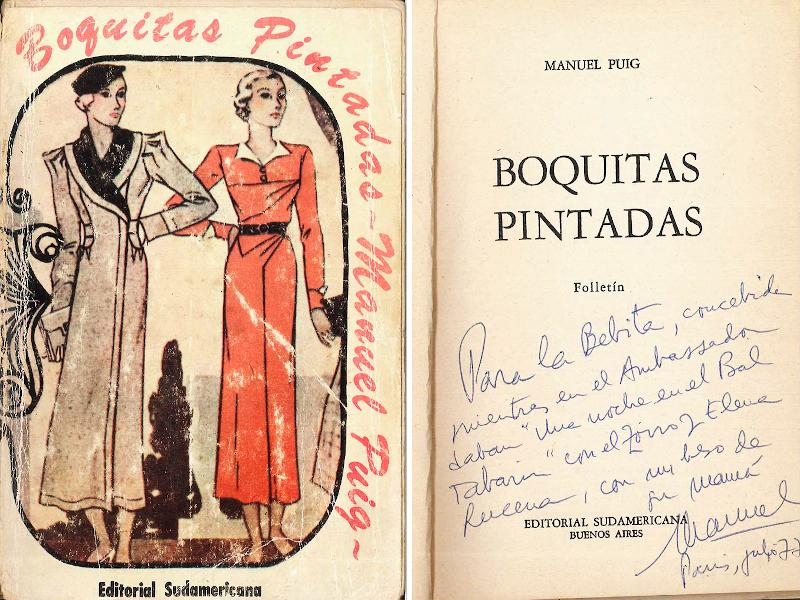 Boquitas Pintadas - Manuel Puig -
Editorial Sudamericana
MANUEL PUIG
BOQUITAS
PINTADAS
Folletín
Para la Bebita, concebida
mientras en el Ambassador
daban "Una noche en el Bal
Tabarin" con el Zorro y Elena
Lucena, con un beso de
su mamá
EDITORIAL SUDAMERICANA
BUENOS AIRES
Manuel
París, julio 77